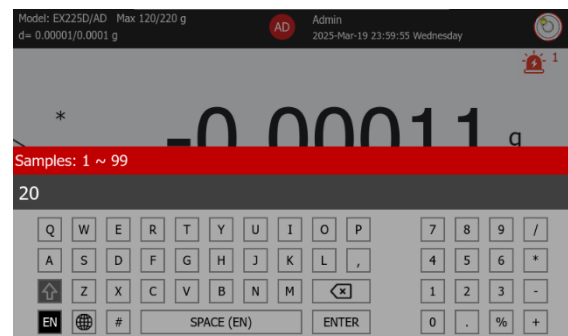 Model: EX225D/AD Max 120/220 g
d= 0.00001/0.0001 g
AD
Admin
2025-Mar-19 23:59:55 Wednesday
1
*
-0.00011 g
Samples: 1 ~ 99
20
Q W E R T Y U I O P 7 8 9 /
A S D F G H J K L , 4 5 6 *
Z X C V B N M 1 2 3 -
EN # SPACE (EN) ENTER 0 . % +